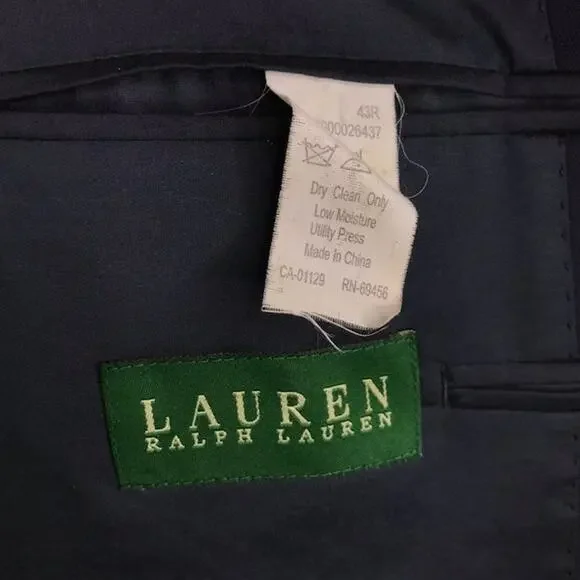 43R
000026437
Dry Clean Only
Low Moisture
Utility Press
Made in China
CA-01129 RN-69456
LAUREN
RALPH LAUREN